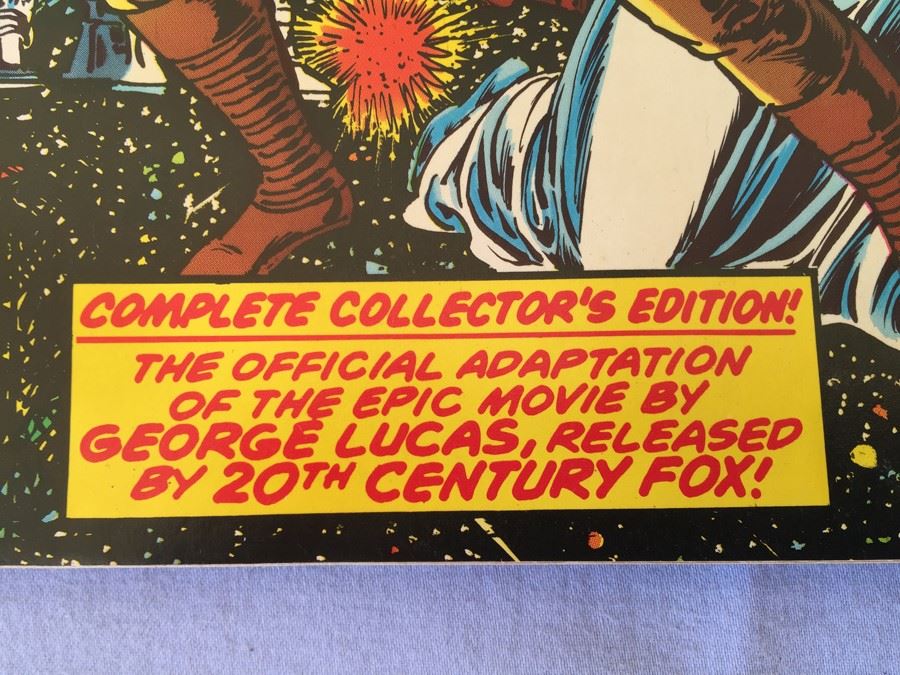 COMPLETE COLLECTOR'S EDITION!
THE OFFICIAL ADAPTATION
OF THE EPIC MOVIE BY
GEORGE LUCAS, RELEASED
BY 20TH CENTURY FOX!